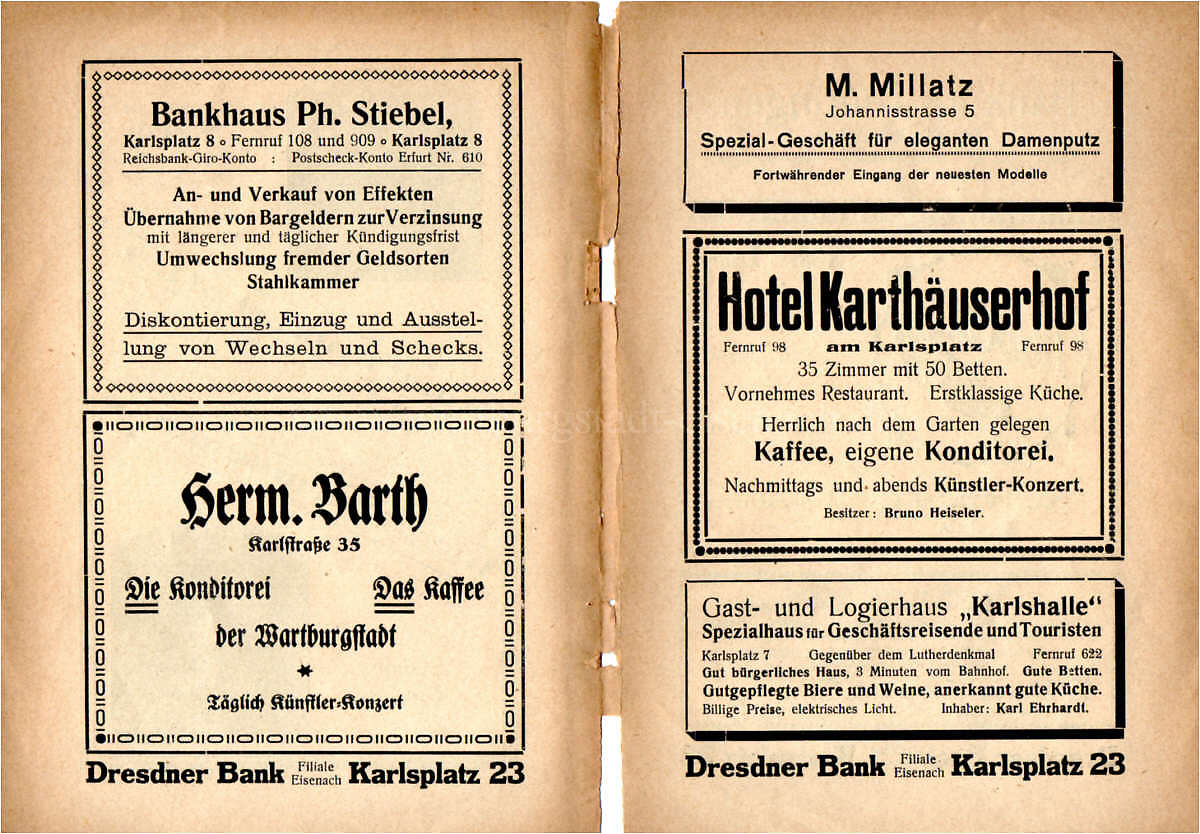 Bankhaus Ph. Stiebel,
Karlsplatz 8 o Fernruf 108 und 909 o Karlsplatz 8
Reichsbank-Giro-Konto : Postscheck-Konto Erfurt Nr. 610
An- und Verkauf von Effekten
Übernahme von Bargeldern zur Verzinsung
mit längerer und täglicher Kündigungsfrist
Umwechslung fremder Geldsorten
Stahlkammer
Diskontierung, Einzug und Ausstel-
lung von Wechseln und Schecks.
Herm. Barth
Karlstraße 35
Die Konditorei Das Kaffee
der Wartburgstadt
*
Täglich Künstler-Konzert
Dresdner Bank Filiale Eisenach Karlsplatz 23
M. Millatz
Johannisstrasse 5
Spezial-Geschäft für eleganten Damenputz
Fortwährender Eingang der neuesten Modelle
Hotel Karthäuserhof
Fernruf 98 am Karlsplatz Fernruf 98
35 Zimmer mit 50 Betten.
Vornehmes Restaurant. Erstklassige Küche.
Herrlich nach dem Garten gelegen
Kaffee, eigene Konditorei.
Nachmittags und abends Künstler-Konzert.
Besitzer: Bruno Heiseler.
Gast- und Logierhaus „Karlshalle“
Spezialhaus für Geschäftsreisende und Touristen
Karlsplatz 7 Gegenüber dem Lutherdenkmal Fernruf 622
Gut bürgerliches Haus, 3 Minuten vom Bahnhof. Gute Betten.
Gutgepflegte Biere und Weine, anerkannt gute Küche.
Billige Preise, elektrisches Licht. Inhaber: Karl Ehrhardt.
Dresdner Bank Filiale Eisenach Karlsplatz 23